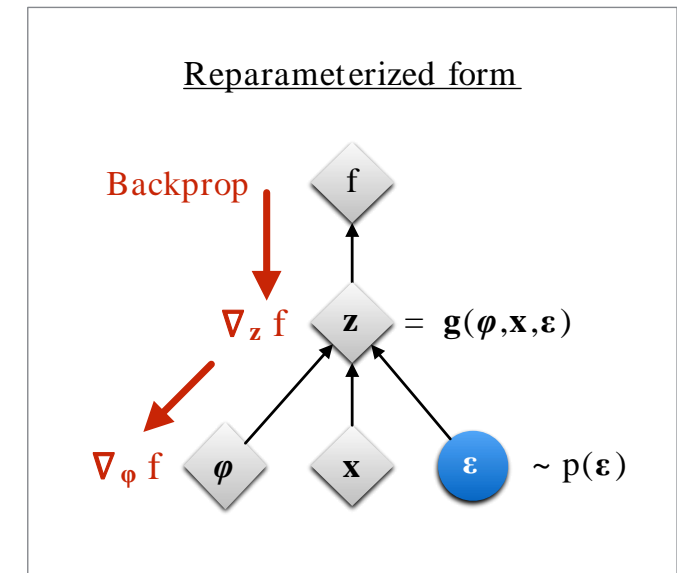 Reparameterized form
f
Backprop
∇z f
z = g(φ,x,ε)
∇φ f
φ
x
ε ~ p(ε)